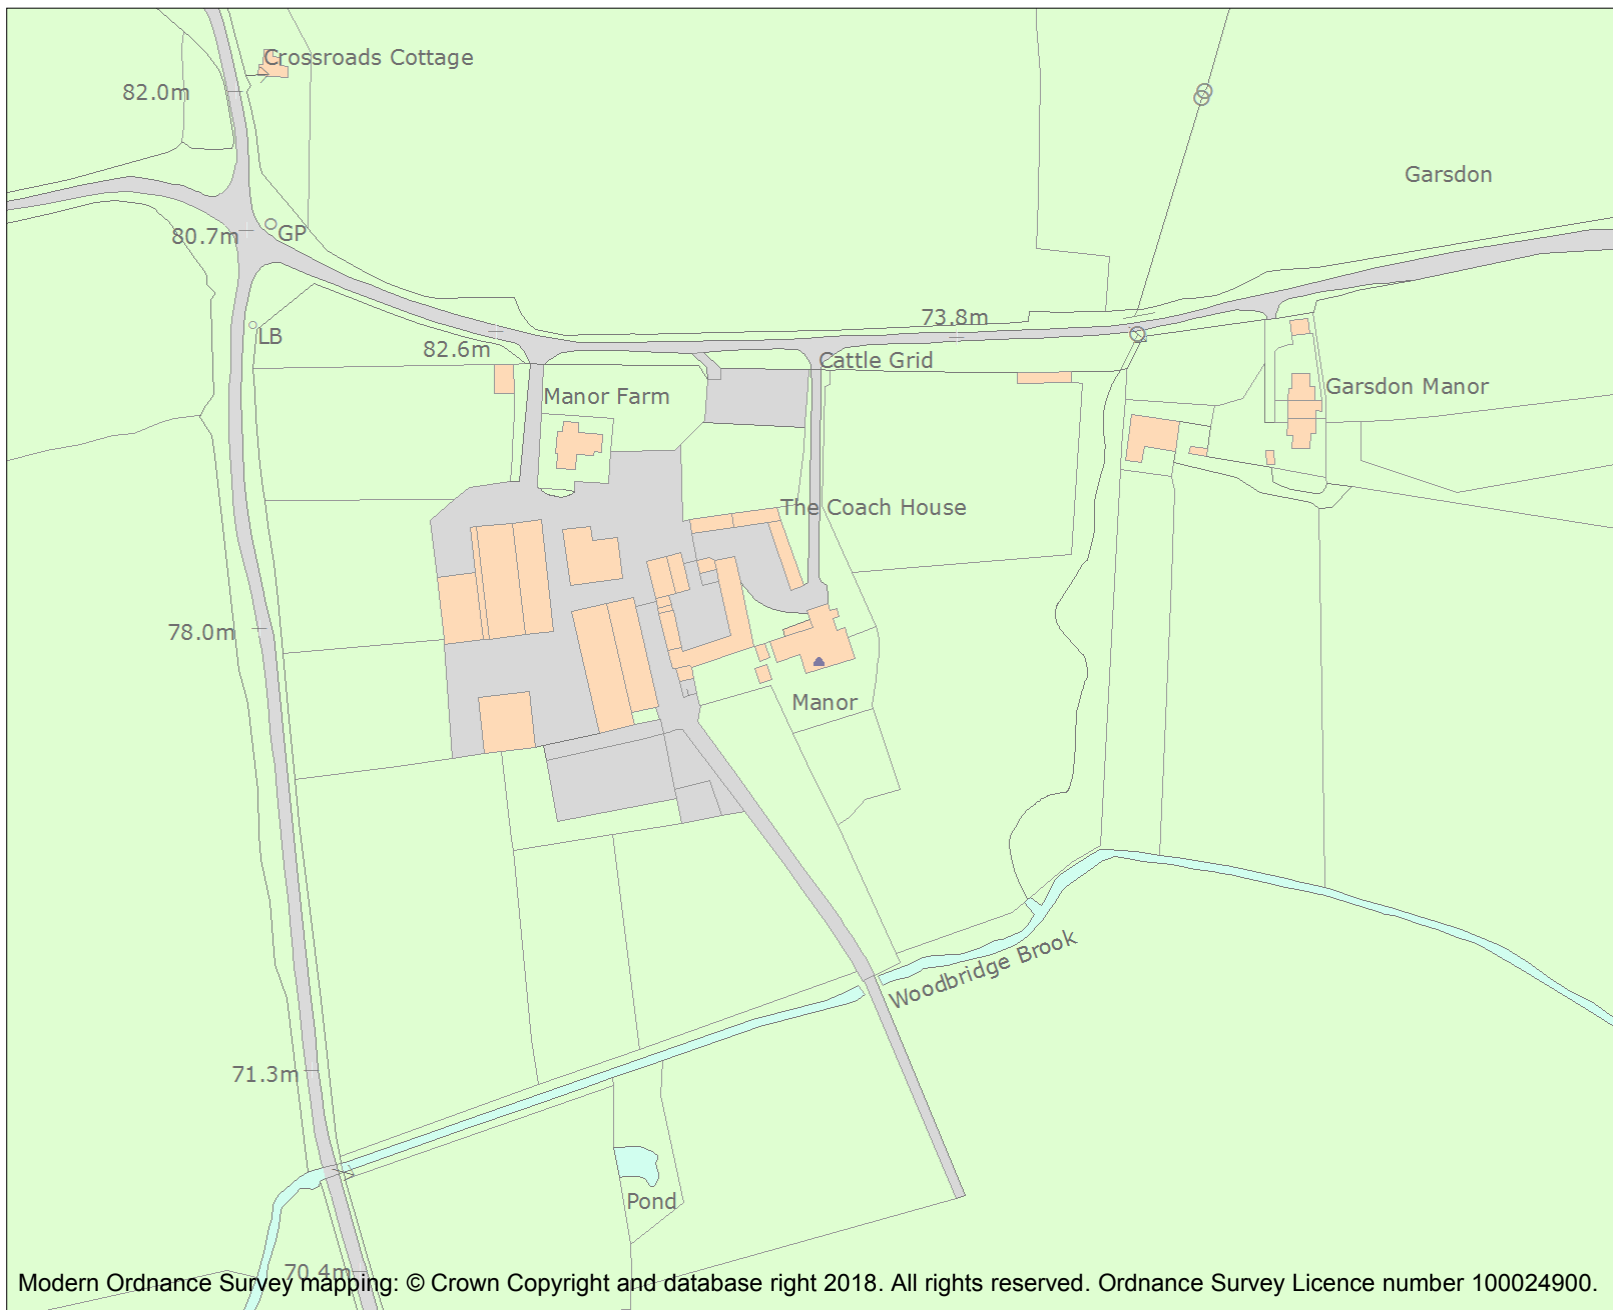 Crossroads Cottage
82.0m
Garsdon
80.7m
GP
73.8m
LB
82.6m
Cattle Grid
Manor Farm
Garsdon Manor
The Coach House
78.0m
Manor
Woodbridge Brook
71.3m
Pond
70.4m
Modern Ordnance Survey mapping: © Crown Copyright and database right 2018. All rights reserved. Ordnance Survey Licence number 100024900.